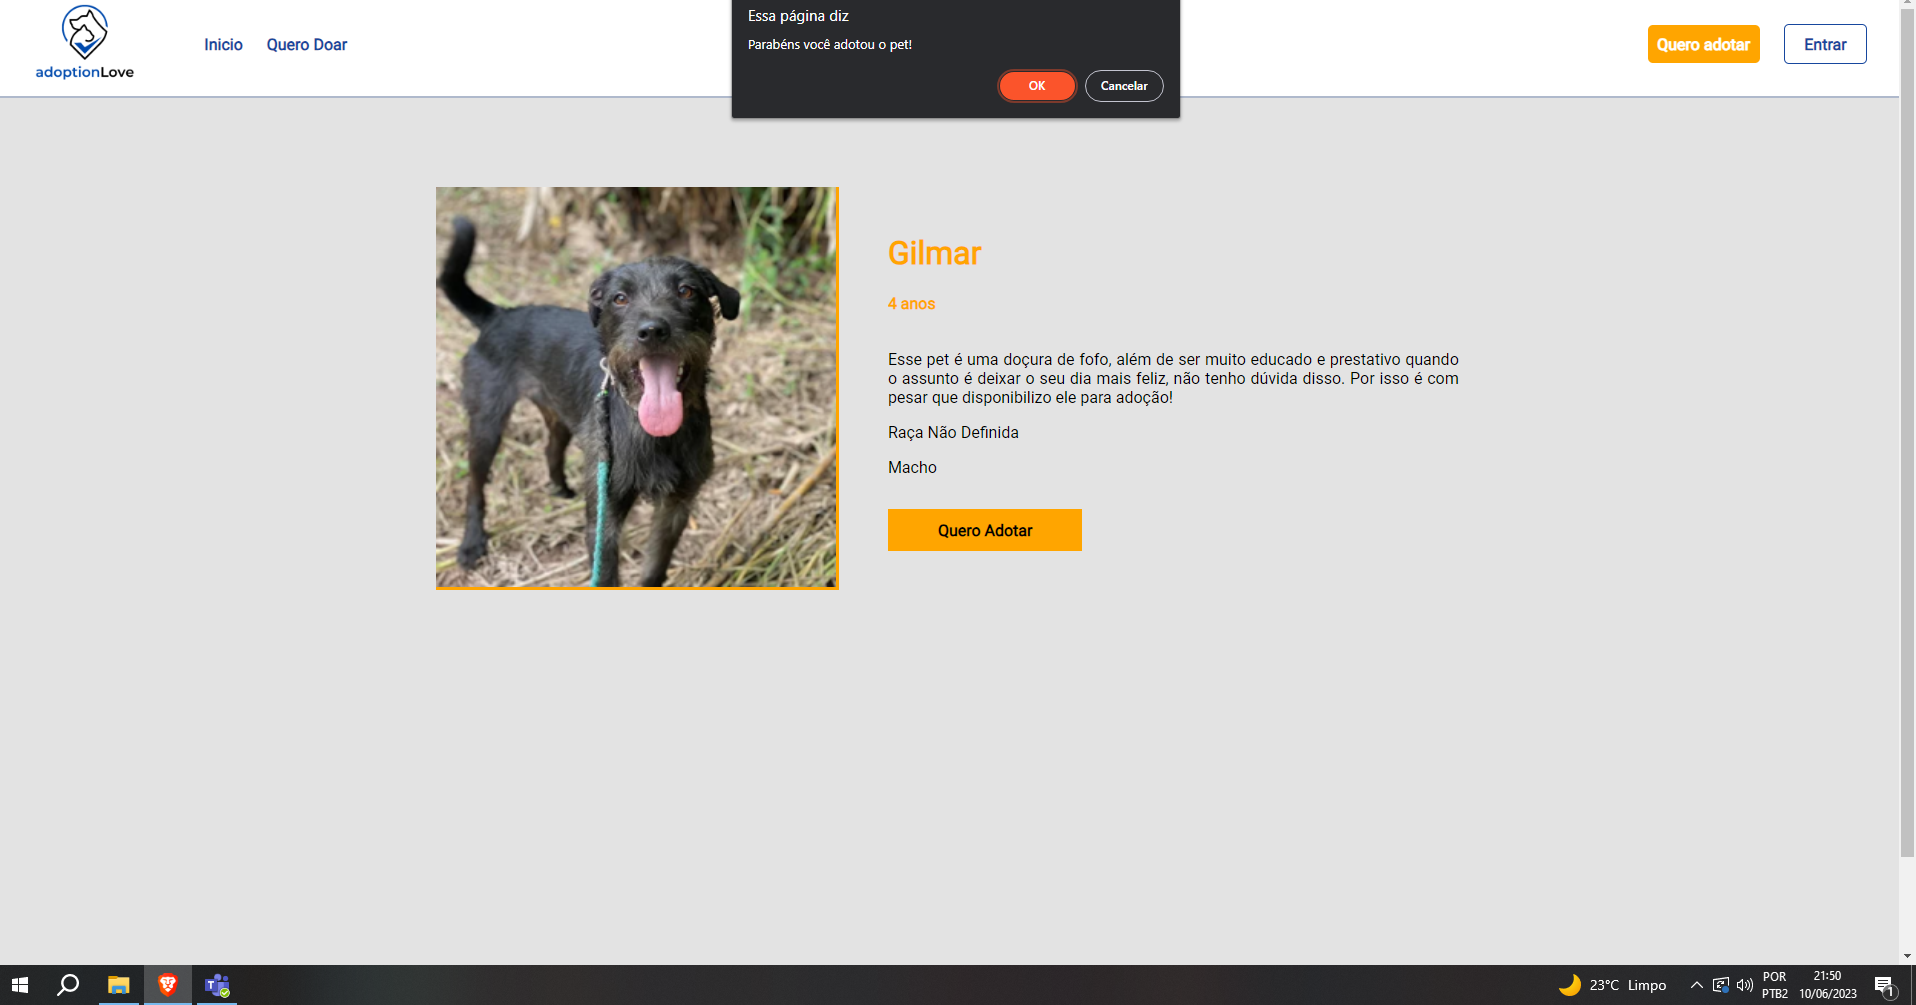 Essa página diz
Parabéns você adotou o pet!
OK
Cancelar
adoptionLove
Inicio
Quero Doar
Quero adotar
Entrar
Gilmar
4 anos
Esse pet é uma doçura de fofo, além de ser muito educado e prestativo quando
o assunto é deixar o seu dia mais feliz, não tenho dúvida disso. Por isso é com
pesar que disponibilizo ele para adoção!
Raça Não Definida
Macho
Quero Adotar
23°C Limpo
POR
PTB2
21:50
10/06/2023
1